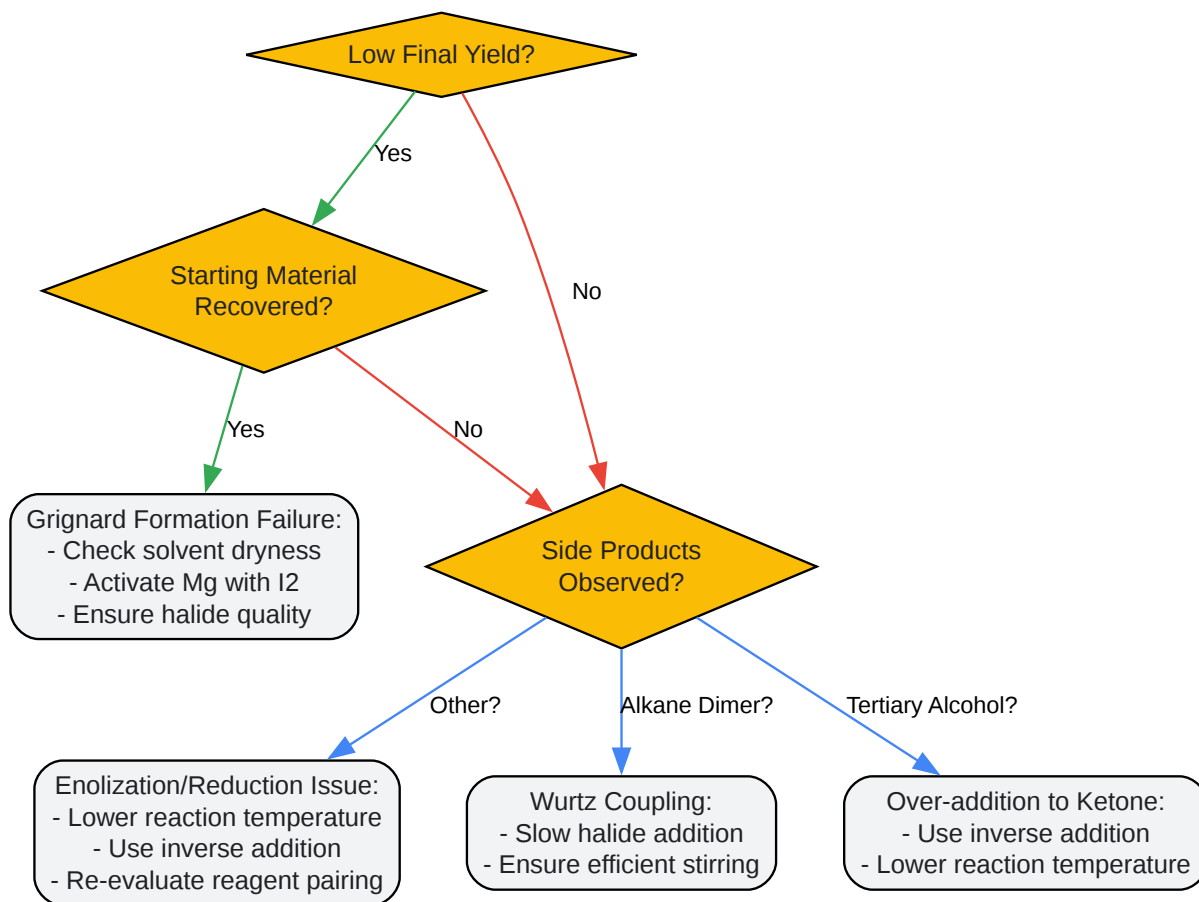 Low Final Yield?
Yes
Starting Material
Recovered?
No
Yes
No
Grignard Formation Failure:
- Check solvent dryness
- Activate Mg with I2
- Ensure halide quality
Side Products
Observed?
Other?
Alkane Dimer?
Tertiary Alcohol?
Enolization/Reduction Issue:
- Lower reaction temperature
- Use inverse addition
- Re-evaluate reagent pairing
Wurtz Coupling:
- Slow halide addition
- Ensure efficient stirring
Over-addition to Ketone:
- Use inverse addition
- Lower reaction temperature